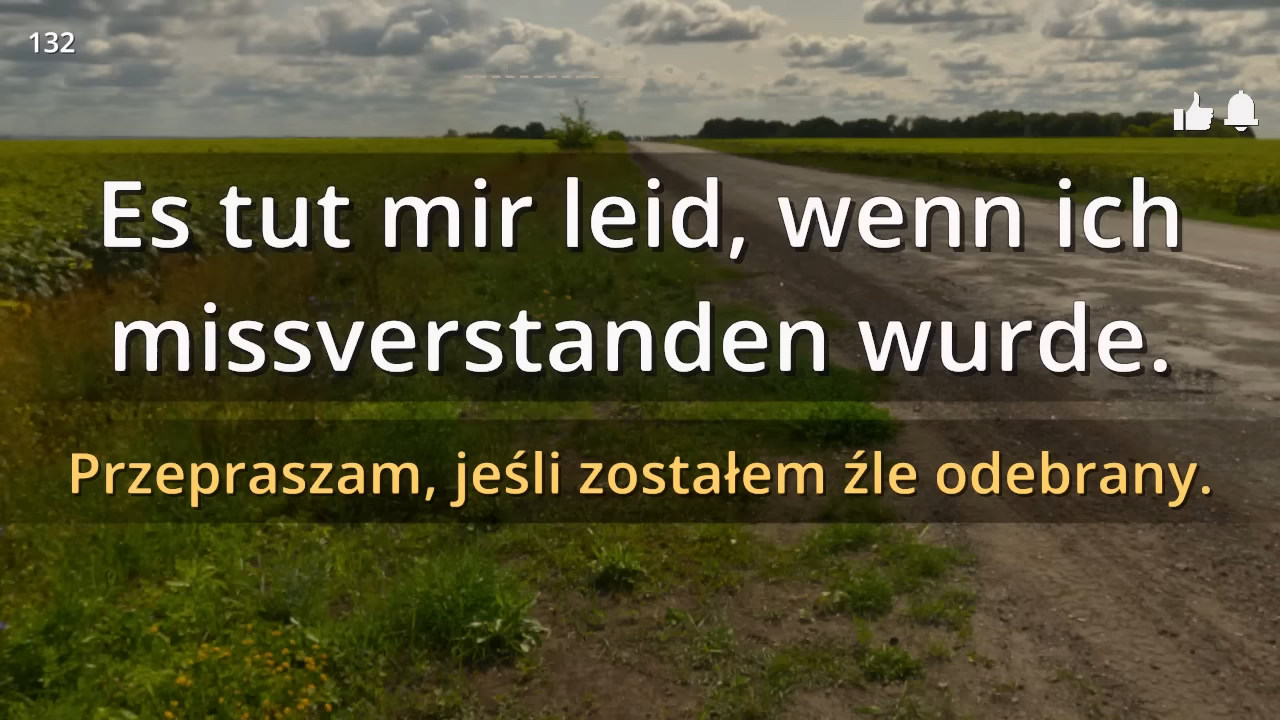 132
Es tut mir leid, wenn ich
missverstanden wurde.
Przepraszam, jeśli zostałem źle odebrany.